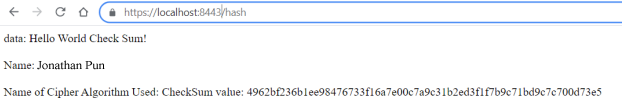 https://localhost:8443/hash
data: Hello World Check Sum!
Name: Jonathan Pun
Name of Cipher Algorithm Used: CheckSum value: 4962bf236b1ee98476733f16a7e00c7a9c31b2ed3f1f7b9c71bd9c7c700d73e5